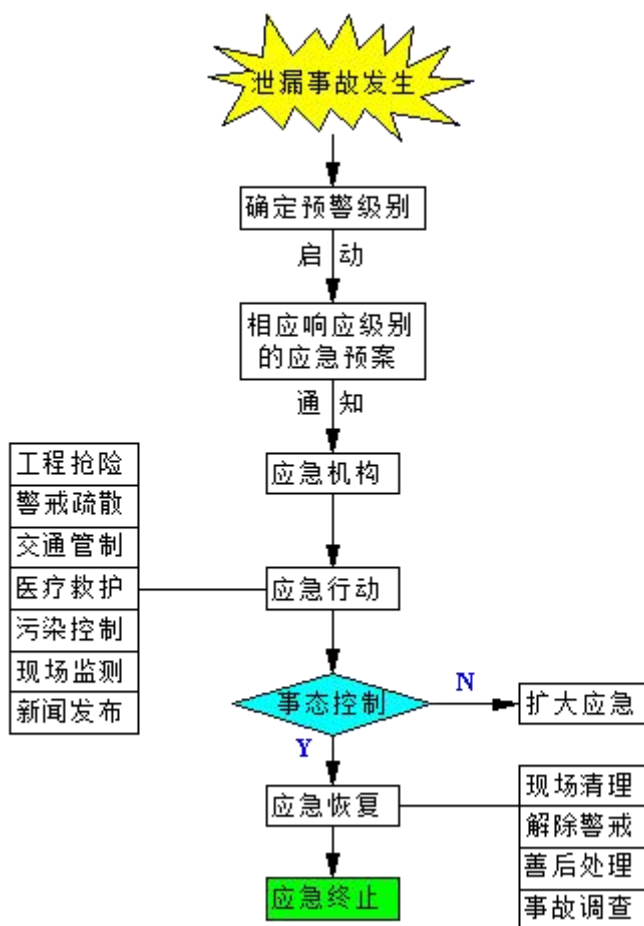 泄漏事故发生
确定预警级别
启 动
相应响应级别
的应急预案
通 知
应急机构
工程抢险
警戒疏散
交通管制
医疗救护
污染控制
现场监测
新闻发布
应急行动
事态控制
N
扩大应急
Y
应急恢复
现场清理
解除警戒
善后处理
事故调查
应急终止